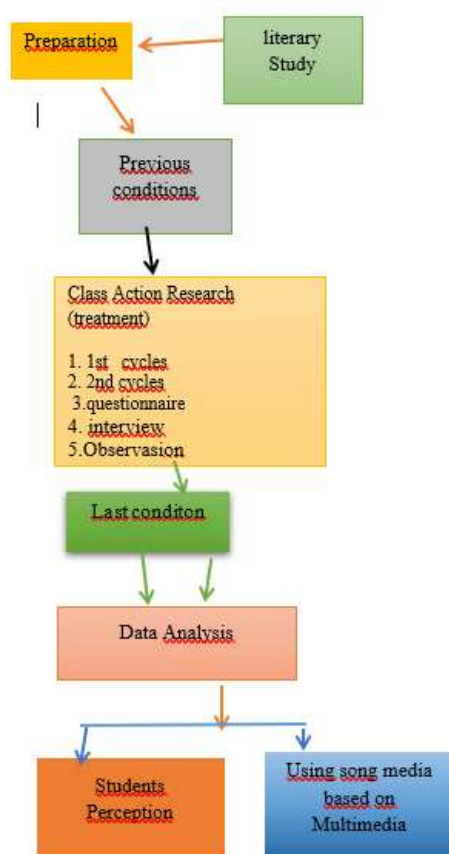 Preparation
literary
Study
Previous
conditions
Class Action Research
(treatment)
1. 1st cycles
2. 2nd cycles
3.questionnaire
4. interview
5.Observasion
Last conditon
Data Analysis
Students
Perception
Using song media
based on
Multimedia